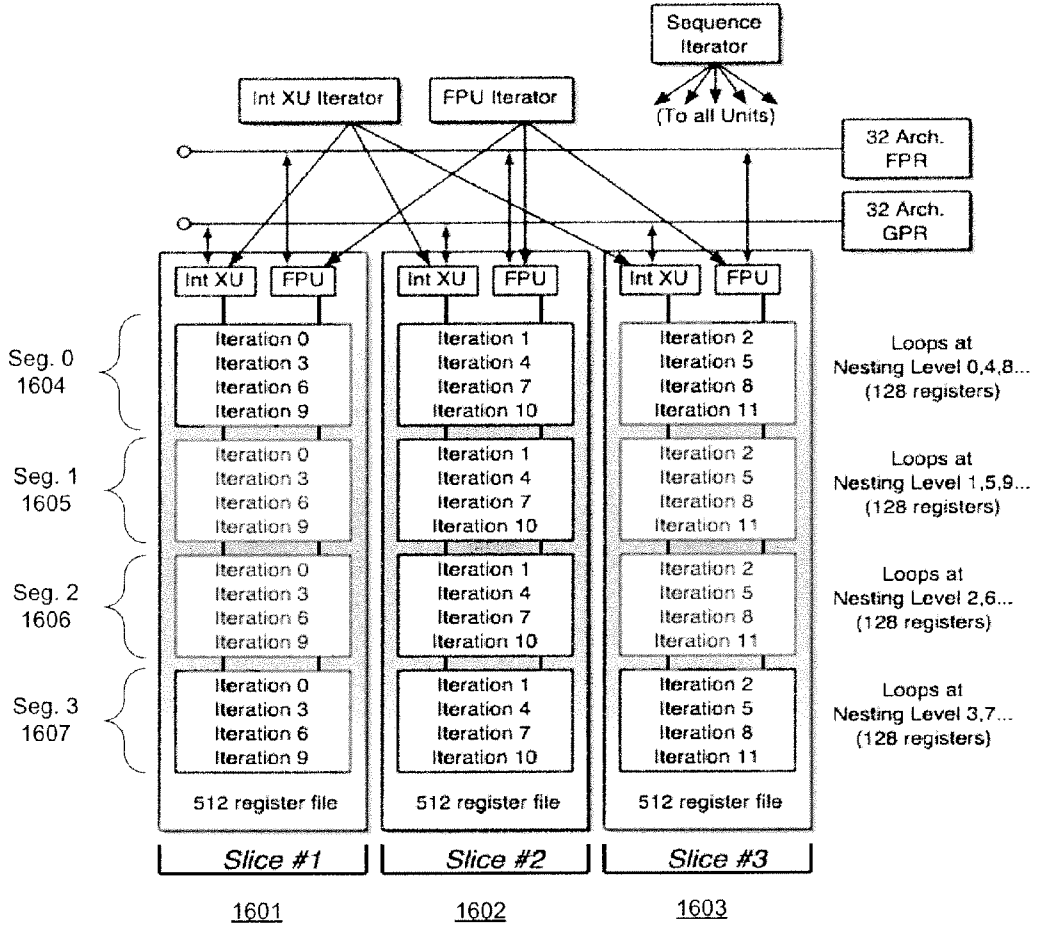 Sequence
Iterator
Int XU Iterator
FPU Iterator
(To all Units)
32 Arch.
FPR
32 Arch.
GPR
Int XU
FPU
Int XU
FPU
Int XU
FPU
Seg. 0
1604
Iteration 0
Iteration 3
Iteration 6
Iteration 9
Iteration 1
Iteration 4
Iteration 7
Iteration 10
Iteration 2
Iteration 5
Iteration 8
Iteration 11
Loops at
Nesting Level 0,4,8...
(128 registers)
Seg. 1
1605
Iteration 0
Iteration 3
Iteration 6
Iteration 9
Iteration 1
Iteration 4
Iteration 7
Iteration 10
Iteration 2
Iteration 5
Iteration 8
Iteration 11
Loops at
Nesting Level 1,5,9...
(128 registers)
Seg. 2
1606
Iteration 0
Iteration 3
Iteration 6
Iteration 9
Iteration 1
Iteration 4
Iteration 7
Iteration 10
Iteration 2
Iteration 5
Iteration 8
Iteration 11
Loops at
Nesting Level 2,6...
(128 registers)
Seg. 3
1607
Iteration 0
Iteration 3
Iteration 6
Iteration 9
Iteration 1
Iteration 4
Iteration 7
Iteration 10
Iteration 2
Iteration 5
Iteration 8
Iteration 11
Loops at
Nesting Level 3,7...
(128 registers)
512 register file
512 register file
512 register file
Slice #1
Slice #2
Slice #3
1601
1602
1603